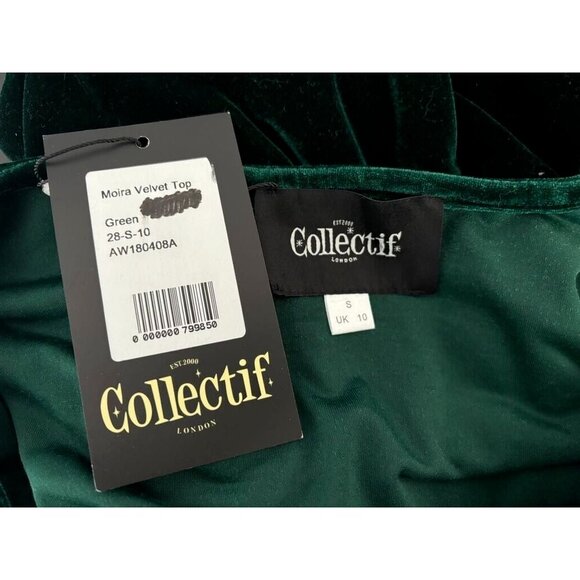 Moira Velvet Top
Green
28-S-10
AW180408A
0 000000 799850
EST. 2000
Collectif
LONDON
EST. 2000
Collectif
LONDON
S
UK 10